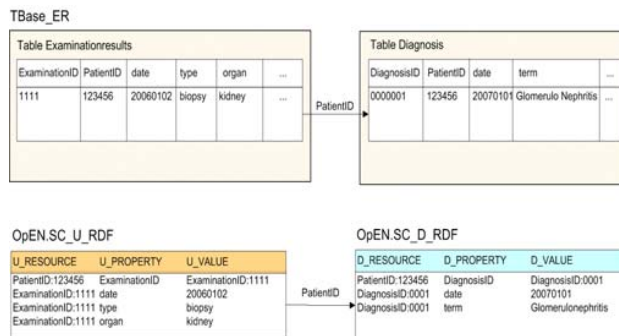 TBase_ER
Table Examinationresults
ExaminationID PatientID date type organ ...
1111 123456 20060102 biopsy kidney ...
PatientID
Table Diagnosis
DiagnosisID PatientID date term ...
0000001 123456 20070101 Glomerulo Nephritis ...
OpEN.SC_U_RDF
U_RESOURCE U_PROPERTY U_VALUE
PatientID:123456 ExaminationID ExaminationID:1111
ExaminationID:1111 date 20060102
ExaminationID:1111 type biopsy
ExaminationID:1111 organ kidney
PatientID
OpEN.SC_D_RDF
D_RESOURCE D_PROPERTY D_VALUE
PatientID:123456 DiagnosisID DiagnosisID:0001
DiagnosisID:0001 date 20070101
DiagnosisID:0001 term Glomerulonephritis